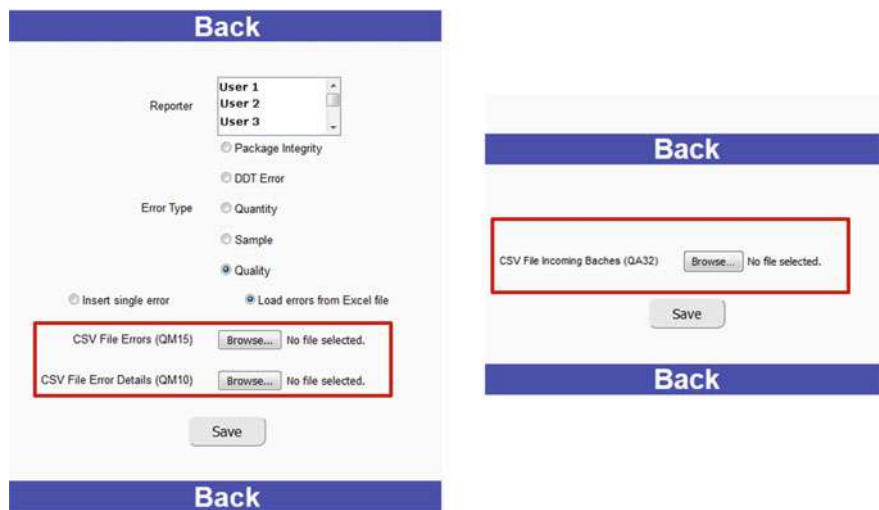 Back
Reporter
User 1
User 2
User 3
Package Integrity
DDT Error
Error Type
Quantity
Sample
Quality
Insert single error
Load errors from Excel file
CSV File Errors (QM15) Browse... No file selected.
CSV File Error Details (QM10) Browse... No file selected.
Save
Back
Back
CSV File Incoming Baches (QA32) Browse... No file selected.
Save
Back